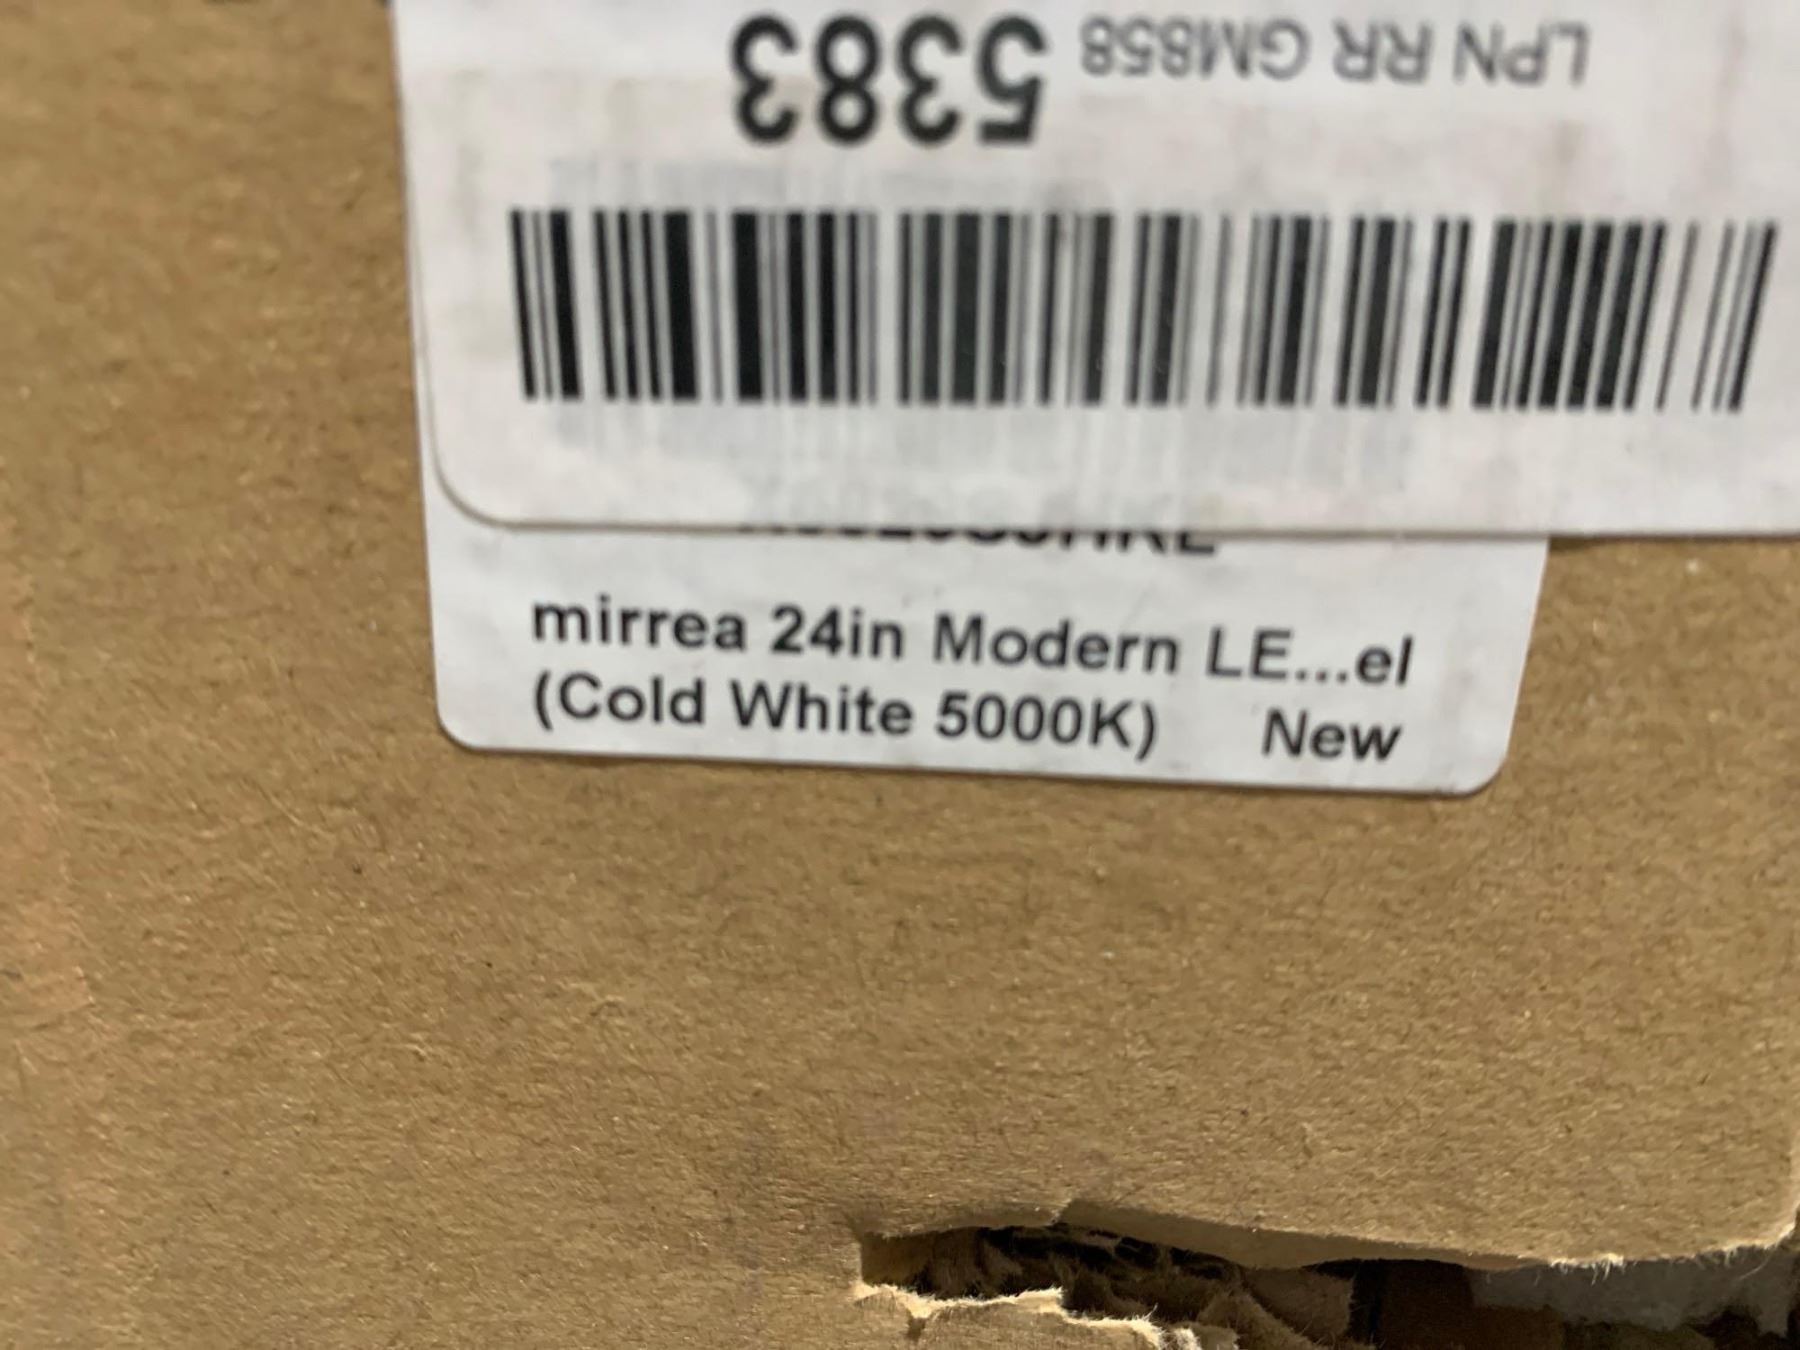 LPN RR GM858 5383
mirrea 24in Modern LE...el
(Cold White 5000K) New